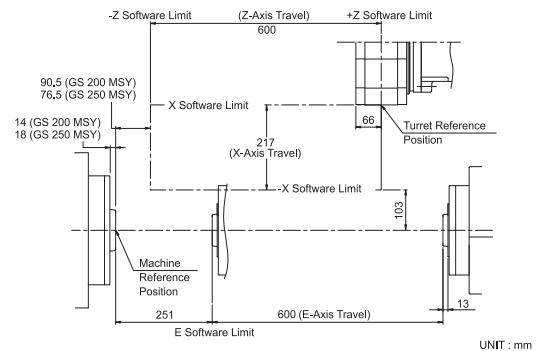 -Z Software Limit (Z-Axis Travel) +Z Software Limit
600
90.5 (GS 200 MSY)
76.5 (GS 250 MSY)
X Software Limit
14 (GS 200 MSY)
18 (GS 250 MSY)
217
(X-Axis Travel)
66
Turret Reference
Position
-X Software Limit
103
Machine
Reference
Position
13
251
600 (E-Axis Travel)
E Software Limit
UNIT : mm